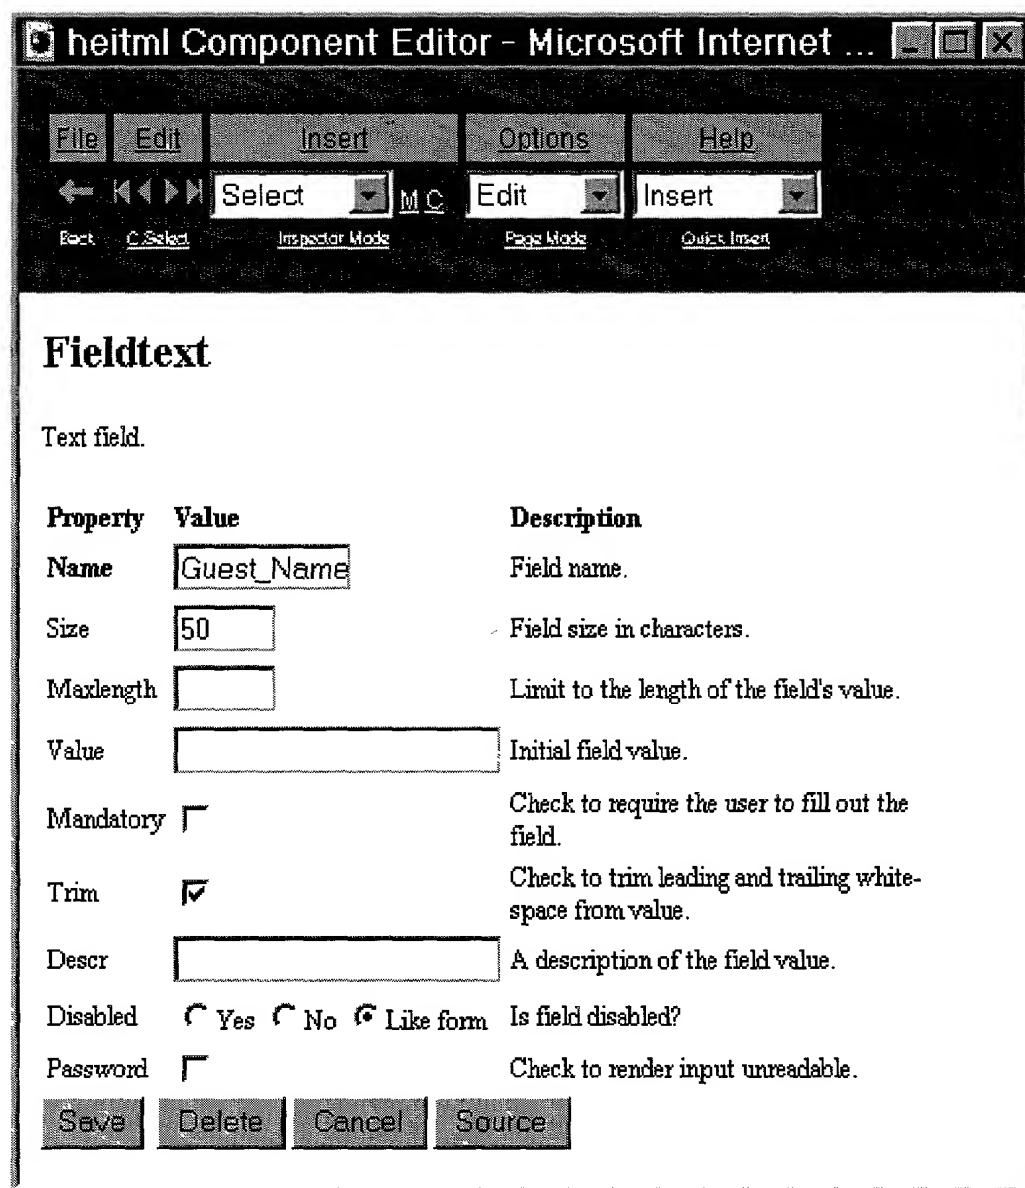 heitml Component Editor - Microsoft Internet ...
File Edit Insert Options Help
Select M C Edit Insert
Back C.Select Inspector Mode Page Mode Quick Insert
Fieldtext
Text field.
Property Value Description
Name Guest_Name Field name.
Size 50 Field size in characters.
Maxlength Limit to the length of the field's value.
Value Initial field value.
Mandatory Check to require the user to fill out the
field.
Trim Check to trim leading and trailing white-
space from value.
Descr A description of the field value.
Disabled Yes No Like form Is field disabled?
Password Check to render input unreadable.
Save Delete Cancel Source